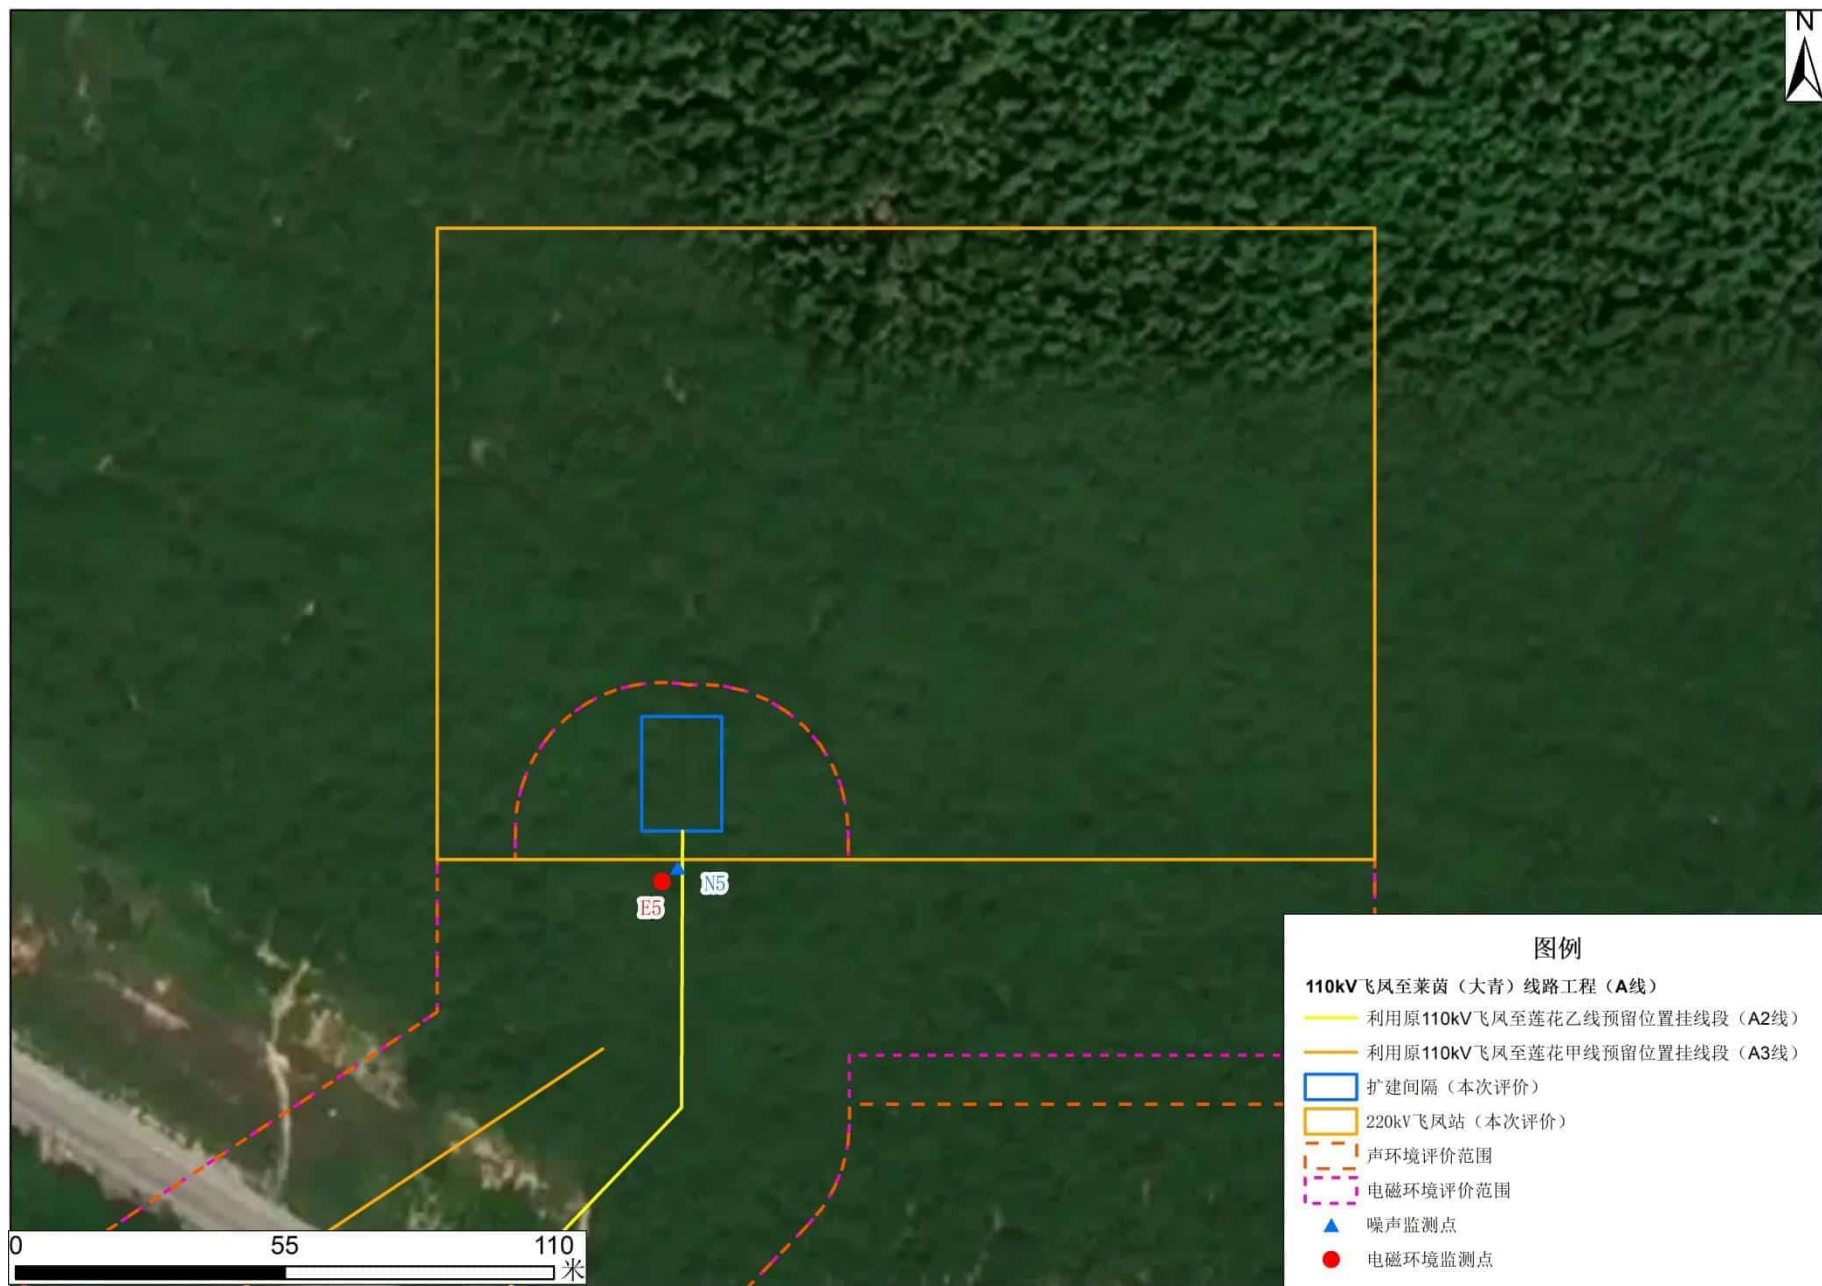 N
N5
E5
图例
110kV飞凤至莱茵（大青）线路工程（A线）
利用原110kV飞凤至莲花乙线预留位置挂线段（A2线）
利用原110kV飞凤至莲花甲线预留位置挂线段（A3线）
扩建间隔（本次评价）
220kV飞凤站（本次评价）
声环境评价范围
电磁环境评价范围
噪声监测点
电磁环境监测点
0 55 110
米